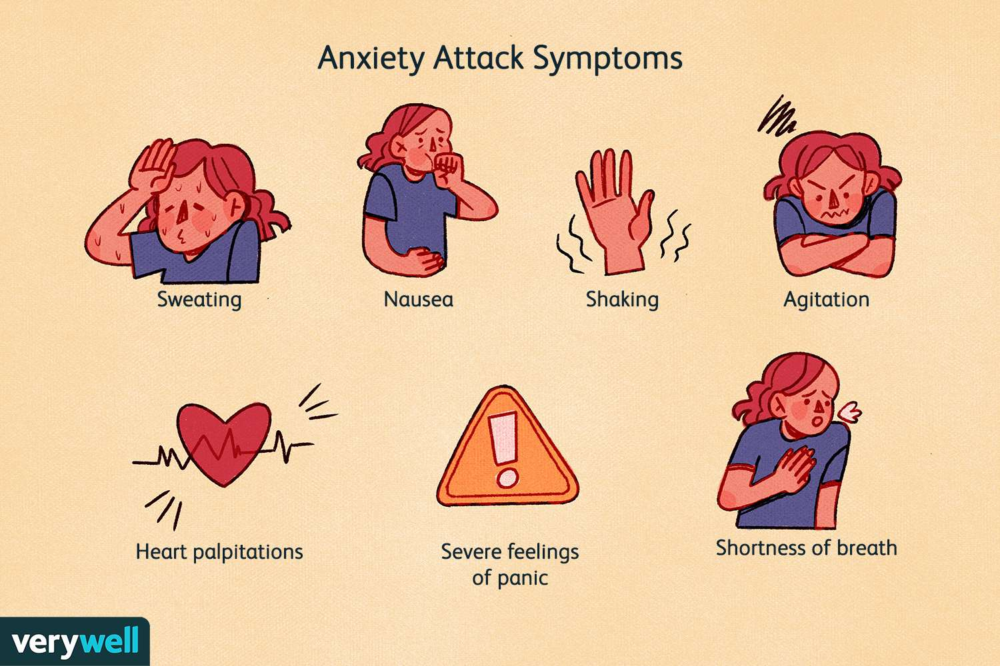 Anxiety Attack Symptoms
Sweating
Nausea
Shaking
Agitation
Heart palpitations
Severe feelings
of panic
Shortness of breath
verywell